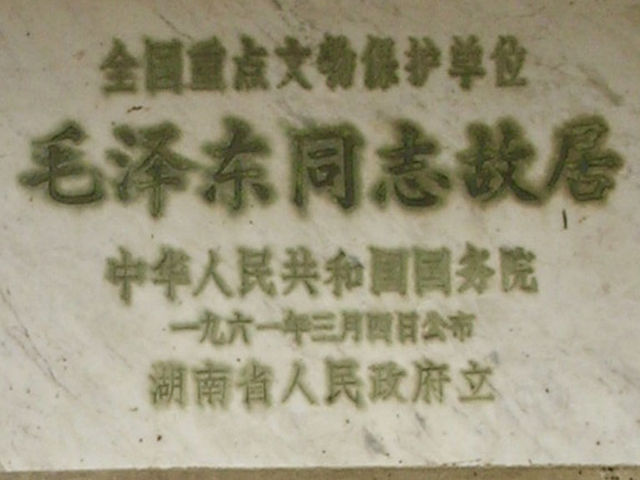 全国重点文物保护单位
毛泽东同志故居
中华人民共和国国务院
一九六一年三月四日公布
湖南省人民政府立